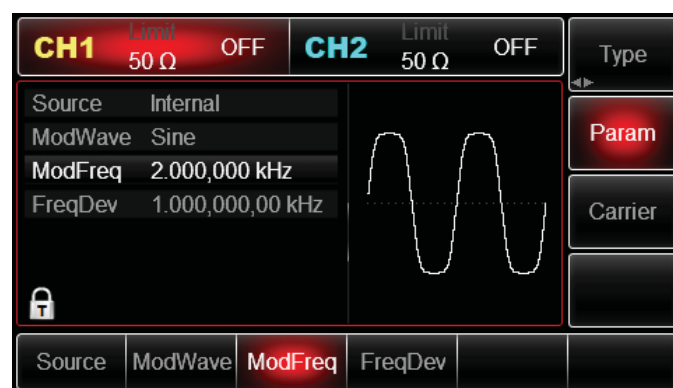 CH1 Limit 50 Ω OFF CH2 Limit 50 Ω OFF
Type
Source Internal
ModWave Sine
ModFreq 2.000,000 kHz
FreqDev 1.000,000,00 kHz
Param
Carrier
T
Source ModWave ModFreq FreqDev